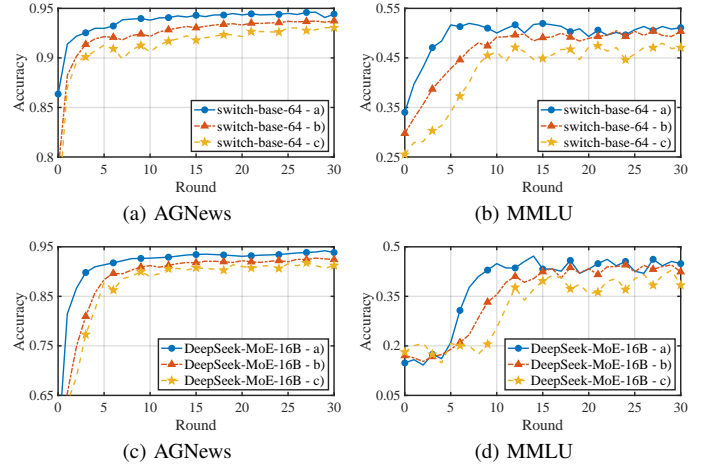 0.95
0.9
0.85
0.8
Accuracy
switch-base-64 - a)
switch-base-64 - b)
switch-base-64 - c)
0 5 10 15 20 25 30
Round
(a) AGNews
0.55
0.45
0.35
0.25
Accuracy
switch-base-64 - a)
switch-base-64 - b)
switch-base-64 - c)
0 5 10 15 20 25 30
Round
(b) MMLU
0.95
0.85
0.75
0.65
Accuracy
DeepSeek-MoE-16B - a)
DeepSeek-MoE-16B - b)
DeepSeek-MoE-16B - c)
0 5 10 15 20 25 30
Round
(c) AGNews
0.5
0.35
0.2
0.05
Accuracy
DeepSeek-MoE-16B - a)
DeepSeek-MoE-16B - b)
DeepSeek-MoE-16B - c)
0 5 10 15 20 25 30
Round
(d) MMLU